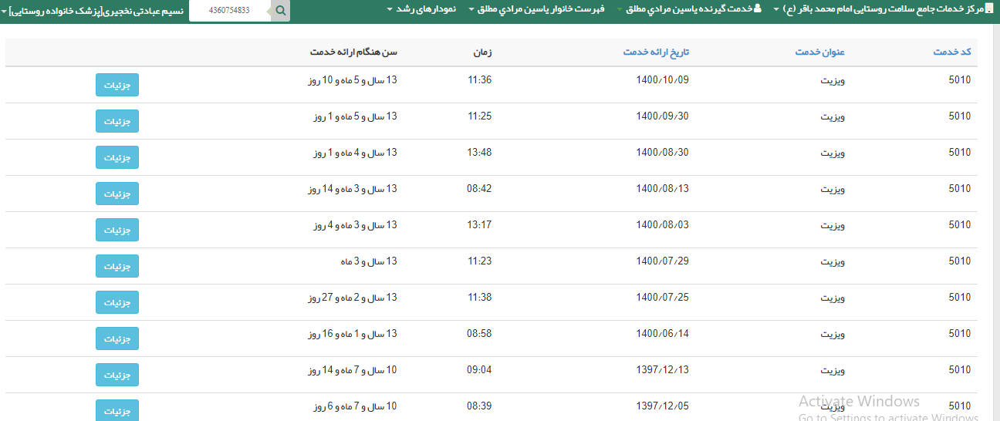 مرکز خدمات جامع سلامت روستایی امام محمد باقر (ع) خدمت گیرنده یاسین مرادي مطلق فهرست خانوار یاسین مرادي مطلق نمودارهای رشد 4360754833 نسیم عبادتی نخجیری[پزشک خانواده روستایی]
کد خدمت عنوان خدمت تاریخ ارائه خدمت زمان سن هنگام ارائه خدمت
5010 ویزیت 1400/10/09 11:36 13 سال و 5 ماه و 10 روز جزئیات
5010 ویزیت 1400/09/30 11:25 13 سال و 5 ماه و 1 روز جزئیات
5010 ویزیت 1400/08/30 13:48 13 سال و 4 ماه و 1 روز جزئیات
5010 ویزیت 1400/08/13 08:42 13 سال و 3 ماه و 14 روز جزئیات
5010 ویزیت 1400/08/03 13:17 13 سال و 3 ماه و 4 روز جزئیات
5010 ویزیت 1400/07/29 11:23 13 سال و 3 ماه جزئیات
5010 ویزیت 1400/07/25 11:38 13 سال و 2 ماه و 27 روز جزئیات
5010 ویزیت 1400/06/14 08:58 13 سال و 1 ماه و 16 روز جزئیات
5010 ویزیت 1397/12/13 09:04 10 سال و 7 ماه و 14 روز جزئیات
5010 ویزیت 1397/12/05 08:39 10 سال و 7 ماه و 6 روز جزئیات
Activate Windows
Go to Settings to activate Windows